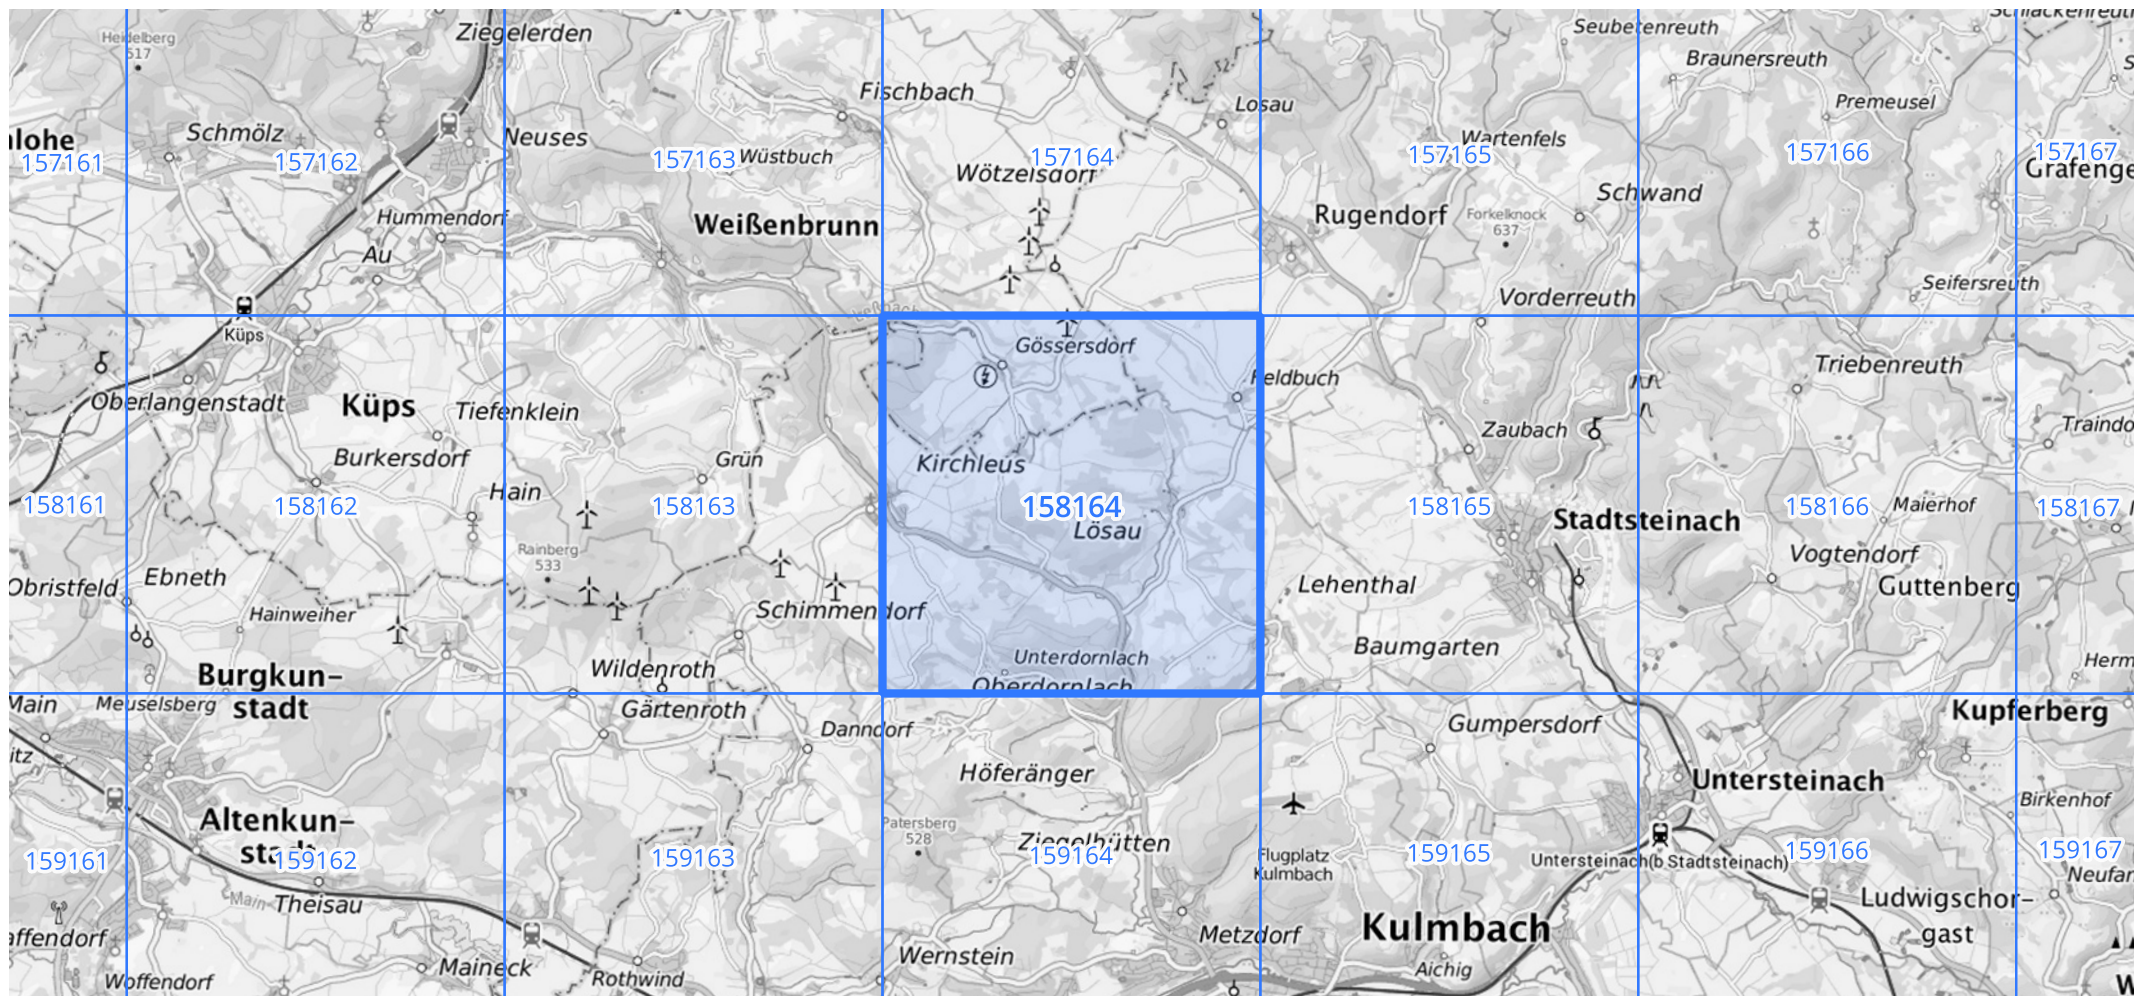 Heidelberg
517
Ziegelerden
Seubetenreuth
Braunersreuth
Fischbach
Losau
Premeusel
Schmölz
Neuses
Wüstbuch
Wartenfels
157161
157162
157163
157164
157165
157166
157167
Wötzelsdorf
Schwand
Hummendorf
Weißenbrunn
Rugendorf
Forkelknock
637
Au
Seifersreuth
Vorderreuth
Küps
Gössersdorf
Triebenreuth
Feldbuch
Oberlangenstadt
Küps
Tiefenklein
Zaubach
Burkersdorf
Grün
Kirchleus
Hain
158161
158162
158163
158164
158165
158166
158167
Maierhof
Stadtsteinach
Lösau
Rainberg
533
Vogtendorf
Obristfeld
Ebneth
Lehenthal
Guttenberg
Hainweiher
Schimmendorf
Baumgarten
Unterdornlach
Oberdornlach
Wildenroth
Burgkun-
stadt
Main
Meuselsberg
Gärtenroth
Kupferberg
Danndorf
Gumpersdorf
Höferänger
Untersteinach
Birkenhof
Altenkun-
stadt
Patersberg
528
Ziegelhütten
159161
159162
159163
159164
159165
159166
159167
Flugplatz
Kulmbach
Untersteinach(b Stadtsteinach)
Main
Theisau
Ludwigschor-
gast
Kulmbach
Metzdorf
Wernstein
Maineck
Rothwind
Aichig
Woffendorf